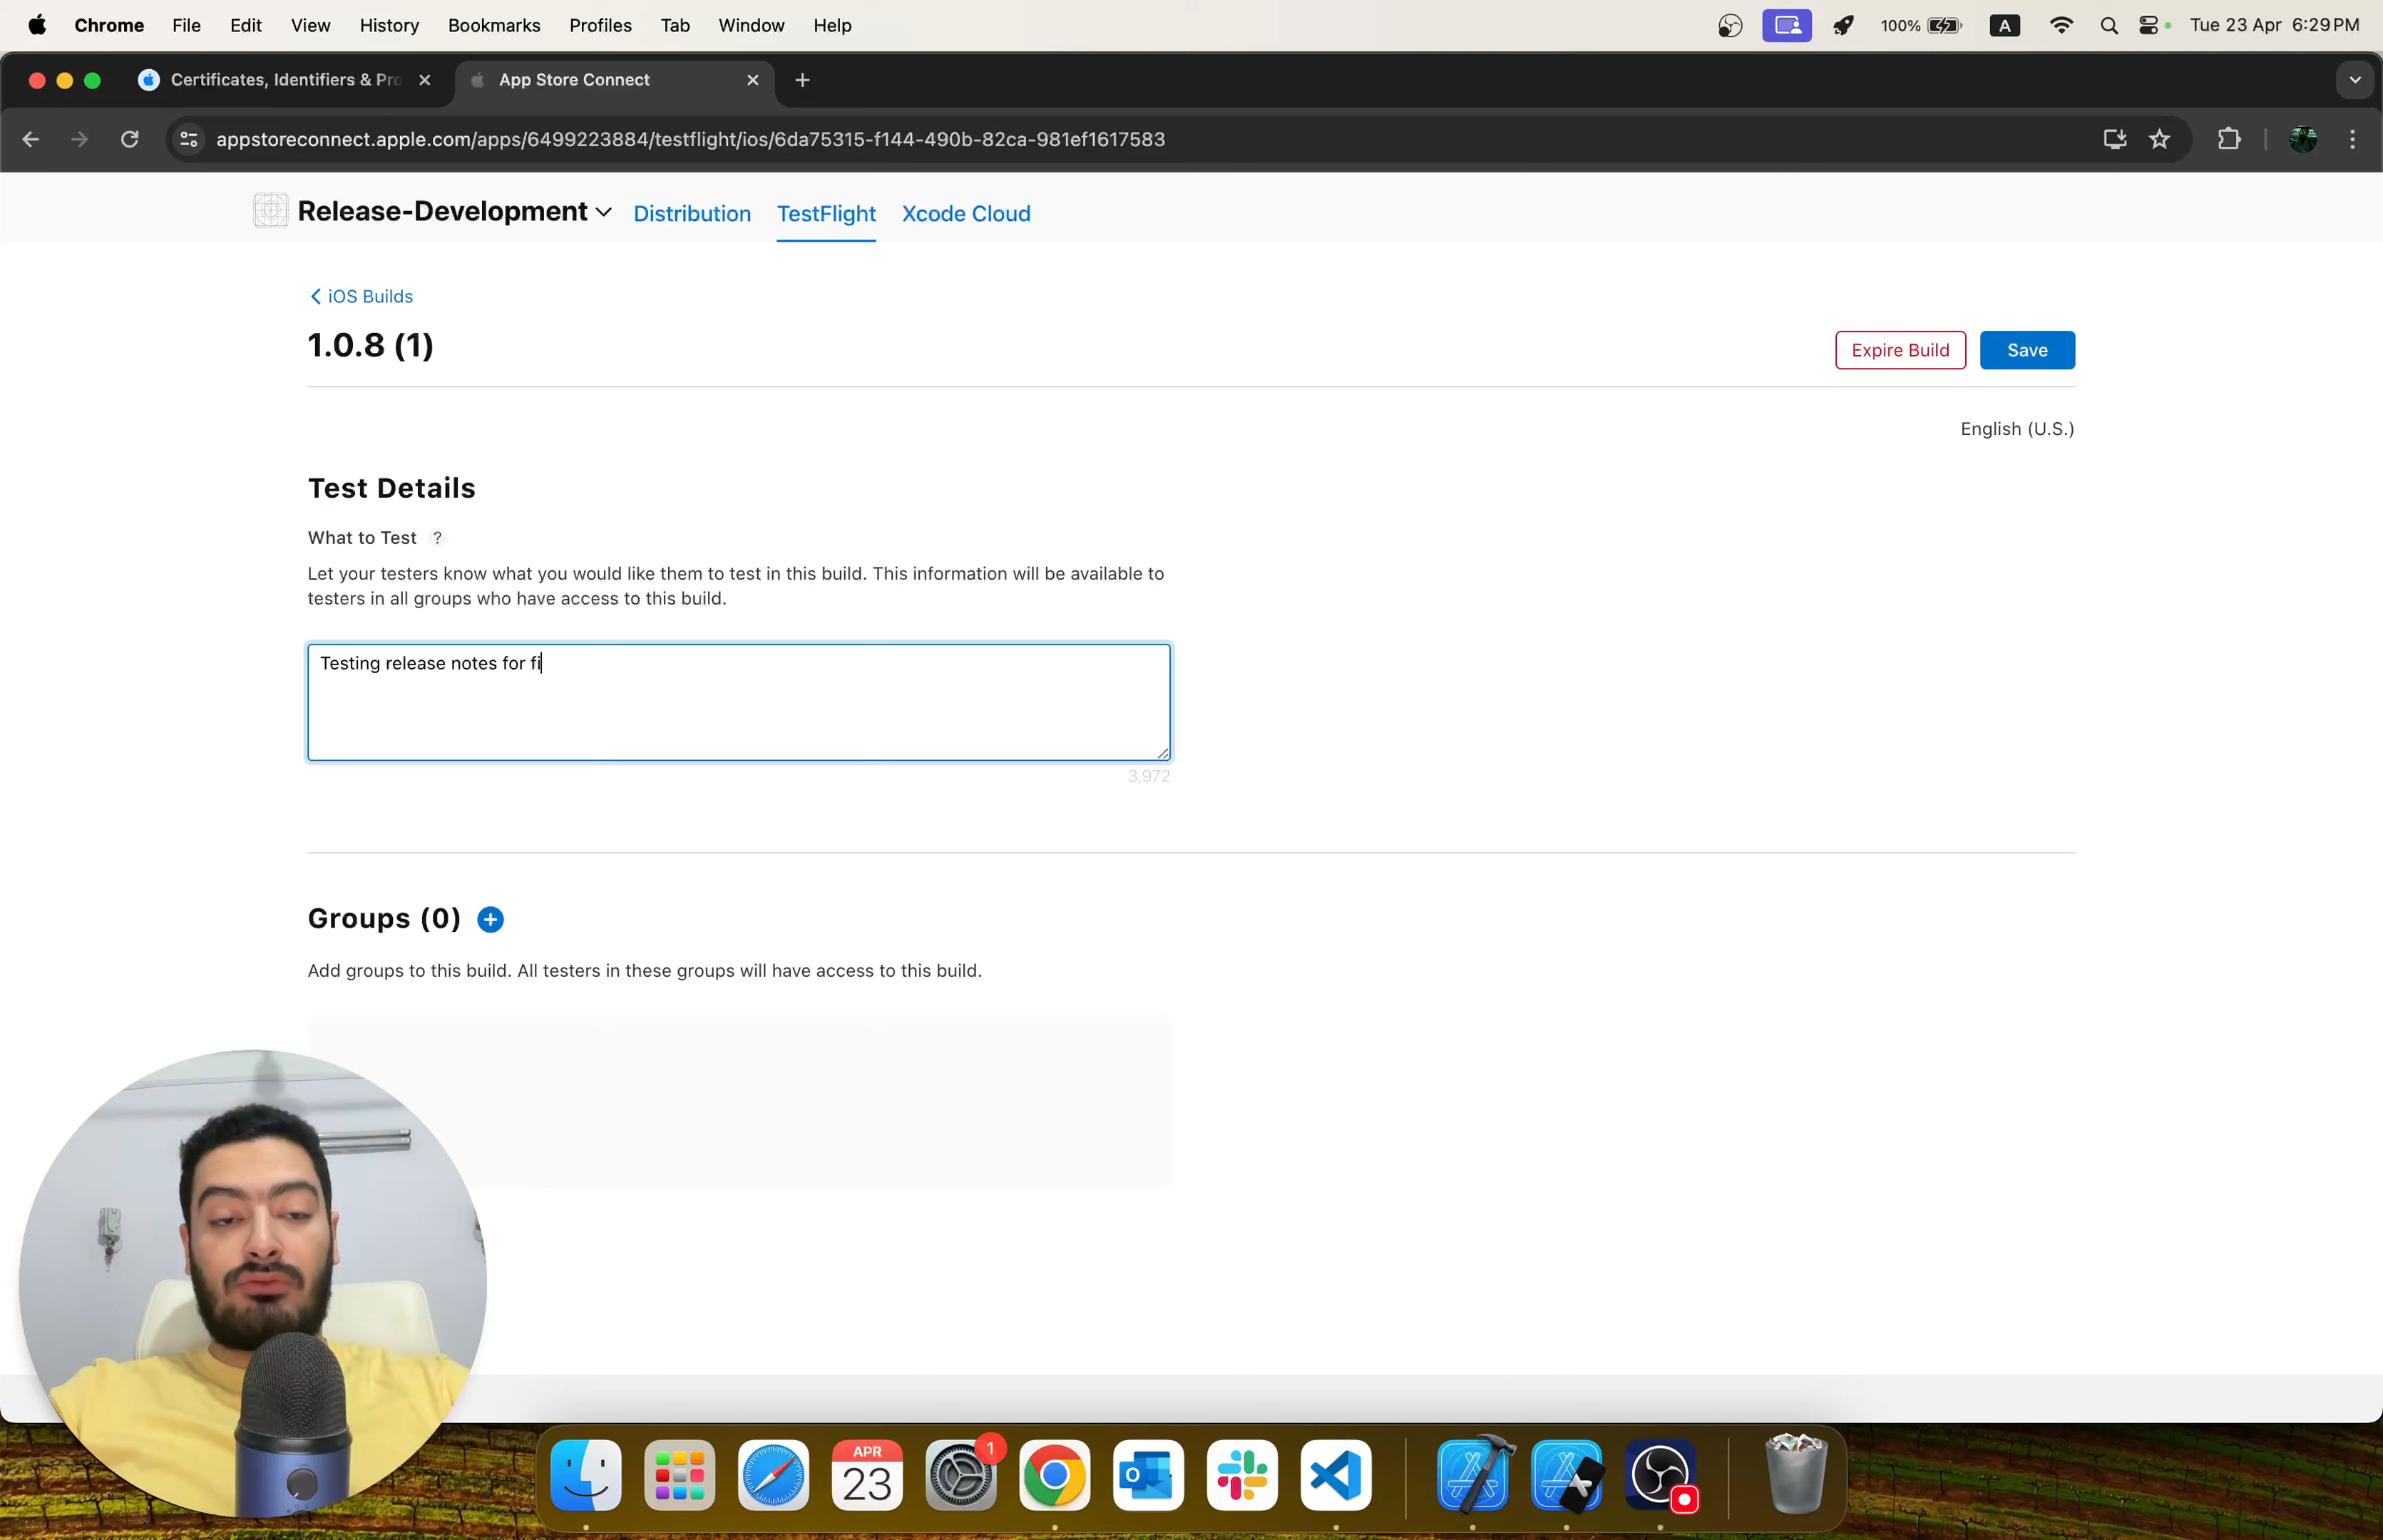 Chrome File Edit View History Bookmarks Profiles Tab Window Help 100% A Tue 23 Apr 6:29 PM
Certificates, Identifiers & Pro App Store Connect
appstoreconnect.apple.com/apps/6499223884/testflight/ios/6da75315-f144-490b-82ca-981ef1617583
Release-Development Distribution TestFlight Xcode Cloud
iOS Builds
1.0.8 (1)
Expire Build Save
English (U.S.)
Test Details
What to Test ?
Let your testers know what you would like them to test in this build. This information will be available to
testers in all groups who have access to this build.
Testing release notes for fi
3,972
Groups (0)
Add groups to this build. All testers in these groups will have access to this build.
APR
23
1